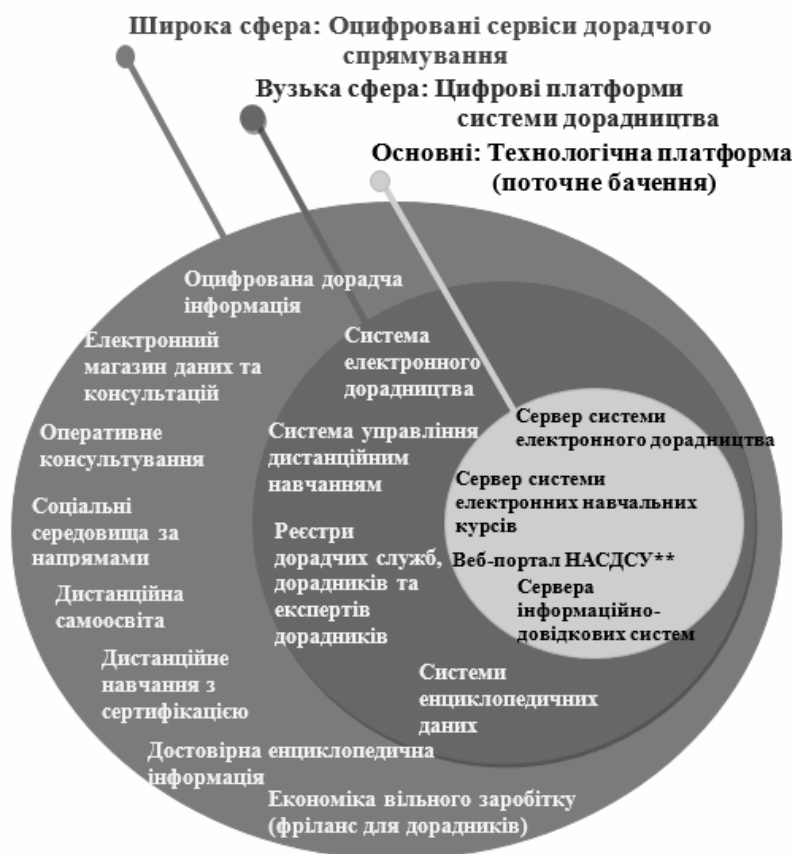 Широка сфера: Оцифровані сервіси дорадчого
спрямування
Вузька сфера: Цифрові платформи
системи дорадництва
Основні: Технологічна платформа
(поточне бачення)
Оцифрована дорадча
інформація
Електронний
магазин даних та
консультацій
Оперативне
консультування
Соціальні
середовища за
напрямами
Дистанційна
самоосвіта
Дистанційне
навчання з
сертифікацією
Достовірна енциклопедична
інформація
Економіка вільного заробітку
(фріланс для дорадників)
Система
електронного
дорадництва
Система управління
дистанційним
навчанням
Реєстри
дорадчих служб,
дорадників та
експертів
дорадників
Системи
енциклопедичних
даних
Сервер системи
електронного дорадництва
Сервер системи
електронних навчальних
курсів
Веб-портал НАСДСУ**
Сервера
інформаційно-
довідкових систем